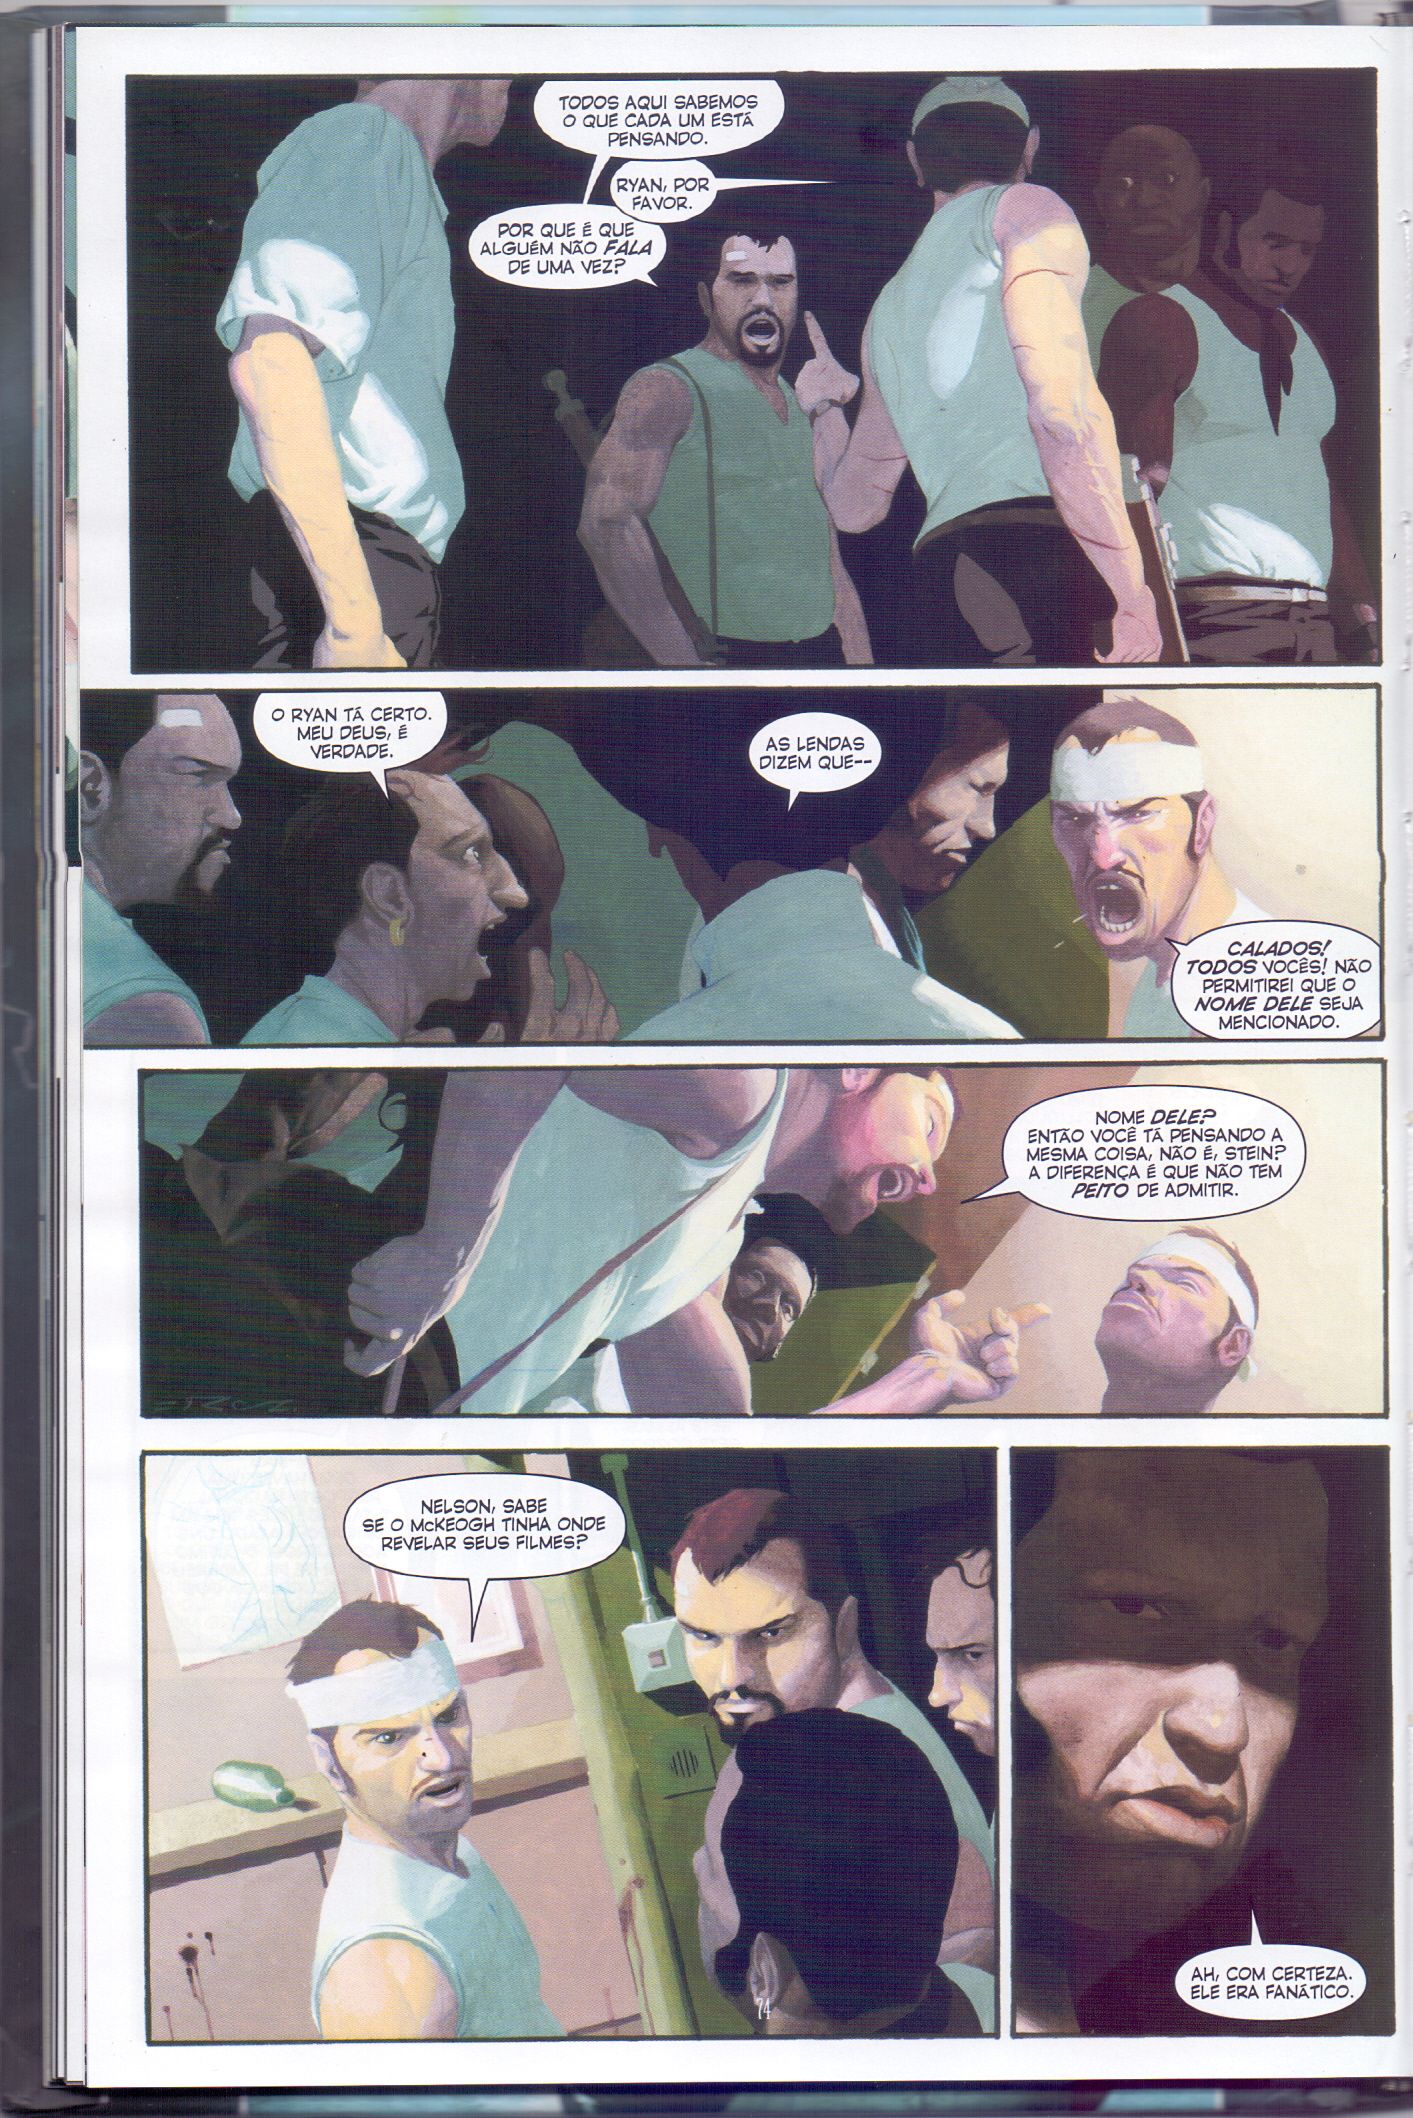 TODOS AQUI SABEMOS
O QUE CADA UM ESTÁ
PENSANDO.
RYAN, POR
FAVOR.
POR QUE É QUE
ALGUÉM NÃO FALA
DE UMA VEZ?
O RYAN TÁ CERTO.
MEU DEUS, É
VERDADE.
AS LENDAS
DIZEM QUE--
CALADOS!
TODOS VOCÊS! NÃO
PERMITIREI QUE O
NOME DELE SEJA
MENCIONADO.
NOME DELE?
ENTÃO VOCÊ TÁ PENSANDO A
MESMA COISA, NÃO É, STEIN?
A DIFERENÇA É QUE NÃO TEM
PEITO DE ADMITIR.
NELSON, SABE
SE O McKEOGH TINHA ONDE
REVELAR SEUS FILMES?
AH, COM CERTEZA.
ELE ERA FANÁTICO.
74